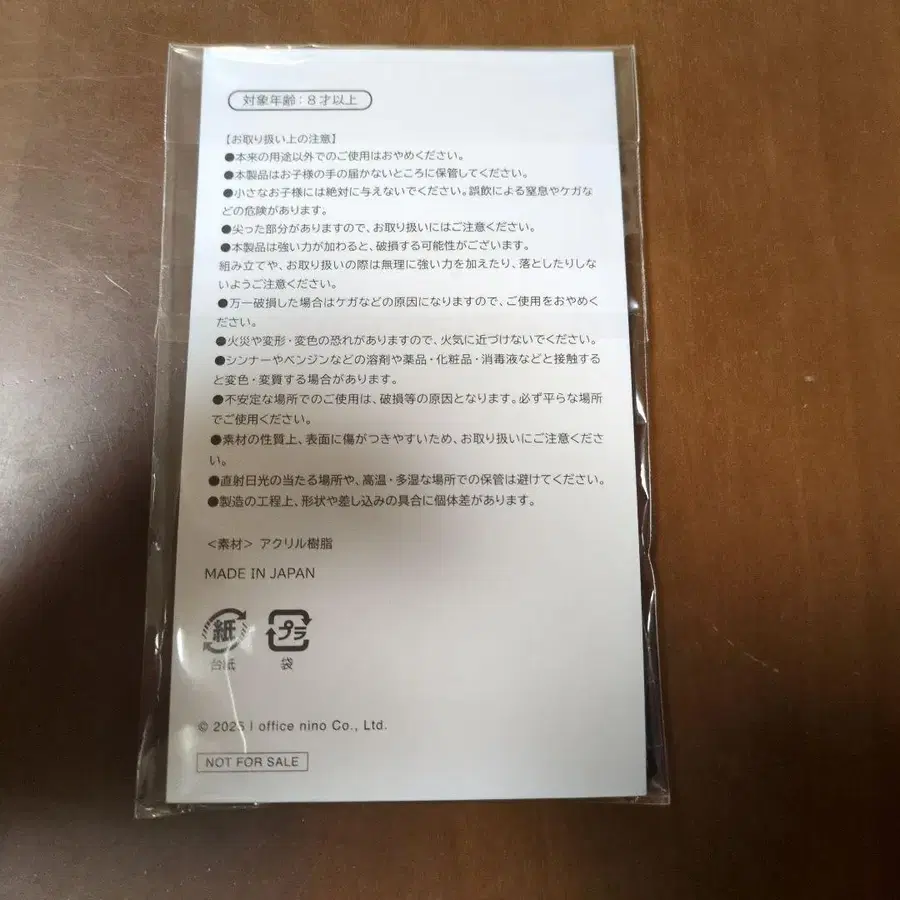 対象年齢：8才以上
【お取り扱い上の注意】
●本来の用途以外でのご使用はおやめください。
●本製品はお子様の手の届かないところに保管してください。
●小さなお子様には絶対に与えないでください。誤飲による窒息やケガな
どの危険があります。
●尖った部分がありますので、お取り扱いにはご注意ください。
●本製品は強い力が加わると、破損する可能性がございます。
組み立てや、お取り扱いの際は無理に強い力を加えたり、落としたりしな
いようご注意ください。
●万一破損した場合はケガなどの原因になりますので、ご使用をおやめく
ださい。
●火災や変形・変色の恐れがありますので、火気に近づけないでください。
●シンナーやベンジンなどの溶剤や薬品・化粧品・消毒液などと接触する
と変色・変質する場合があります。
●不安定な場所でのご使用は、破損等の原因となります。必ず平らな場所
でご使用ください。
●素材の性質上、表面に傷がつきやすいため、お取り扱いにご注意くださ
い。
●直射日光の当たる場所や、高温・多湿な場所での保管は避けてください。
●製造の工程上、形状や差し込みの具合に個体差があります。
＜素材＞ アクリル樹脂
MADE IN JAPAN
紙 プラ
台紙 袋
© 2025 | office nino Co., Ltd.
NOT FOR SALE